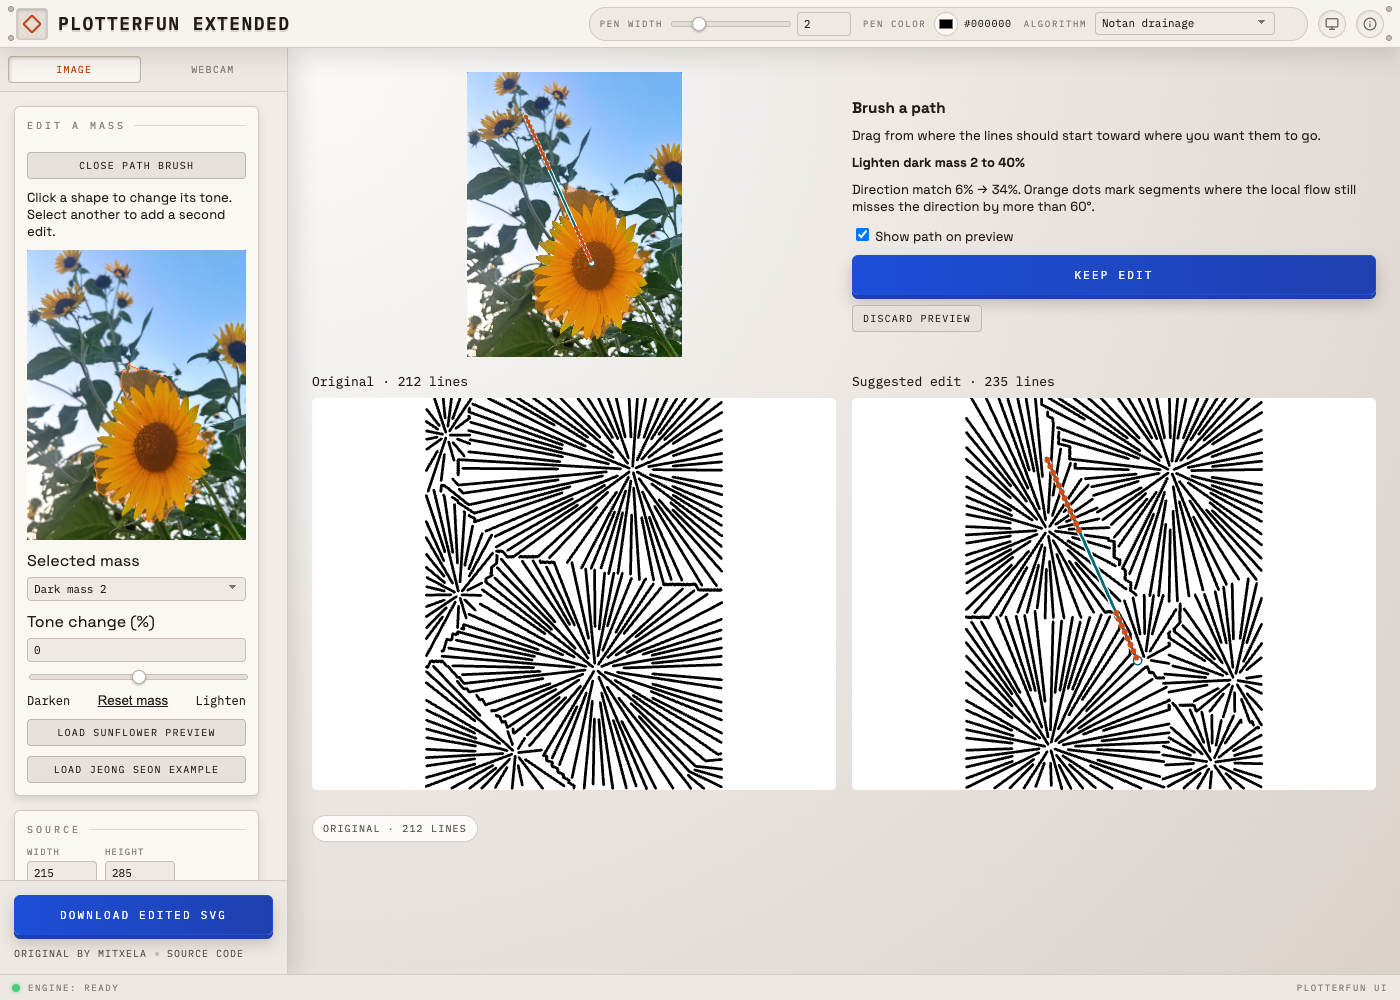 PLOTTERFUN EXTENDED
PEN WIDTH 2 PEN COLOR #000000 ALGORITHM Notan drainage
IMAGE WEBCAM
EDIT A MASS
CLOSE PATH BRUSH
Click a shape to change its tone.
Select another to add a second
edit.
Selected mass
Dark mass 2
Tone change (%)
0
Darken Reset mass Lighten
LOAD SUNFLOWER PREVIEW
LOAD JEONG SEON EXAMPLE
SOURCE
WIDTH HEIGHT
215 285
DOWNLOAD EDITED SVG
ORIGINAL BY MITXELA SOURCE CODE
Brush a path
Drag from where the lines should start toward where you want them to go.
Lighten dark mass 2 to 40%
Direction match 6% → 34%. Orange dots mark segments where the local flow still
misses the direction by more than 60°.
Show path on preview
KEEP EDIT
DISCARD PREVIEW
Original · 212 lines
Suggested edit · 235 lines
ORIGINAL · 212 LINES
ENGINE: READY
PLOTTERFUN UI